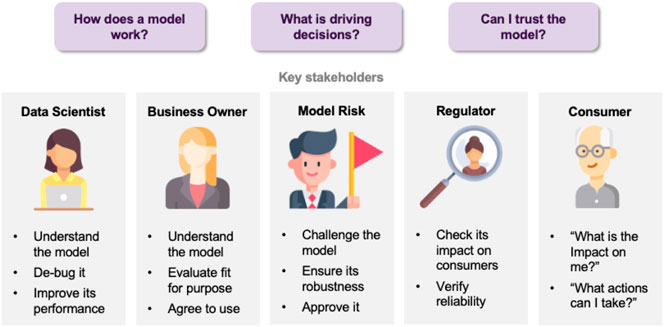 How does a model
work?
What is driving
decisions?
Can I trust the
model?
Key stakeholders
Data Scientist
• Understand
the model
• De-bug it
• Improve its
performance
Business Owner
• Understand
the model
• Evaluate fit
for purpose
• Agree to use
Model Risk
• Challenge the
model
• Ensure its
robustness
• Approve it
Regulator
• Check its
impact on
consumers
• Verify
reliability
Consumer
• “What is the
Impact on
me?”
• “What actions
can I take?”